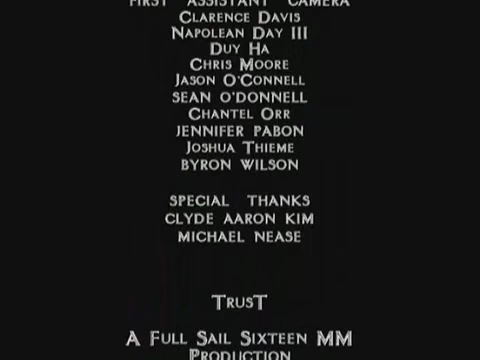 First Assistant Camera
Clarence Davis
Napolean Day III
Duy Ha
Chris Moore
Jason O'Connell
SEAN O'DONNELL
Chantel Orr
JENNIFER PABON
Joshua Thieme
BYRON WILSON
SPECIAL THANKS
CLYDE AARON KIM
MICHAEL NEASE
TrusT
A Full Sail Sixteen MM
Production